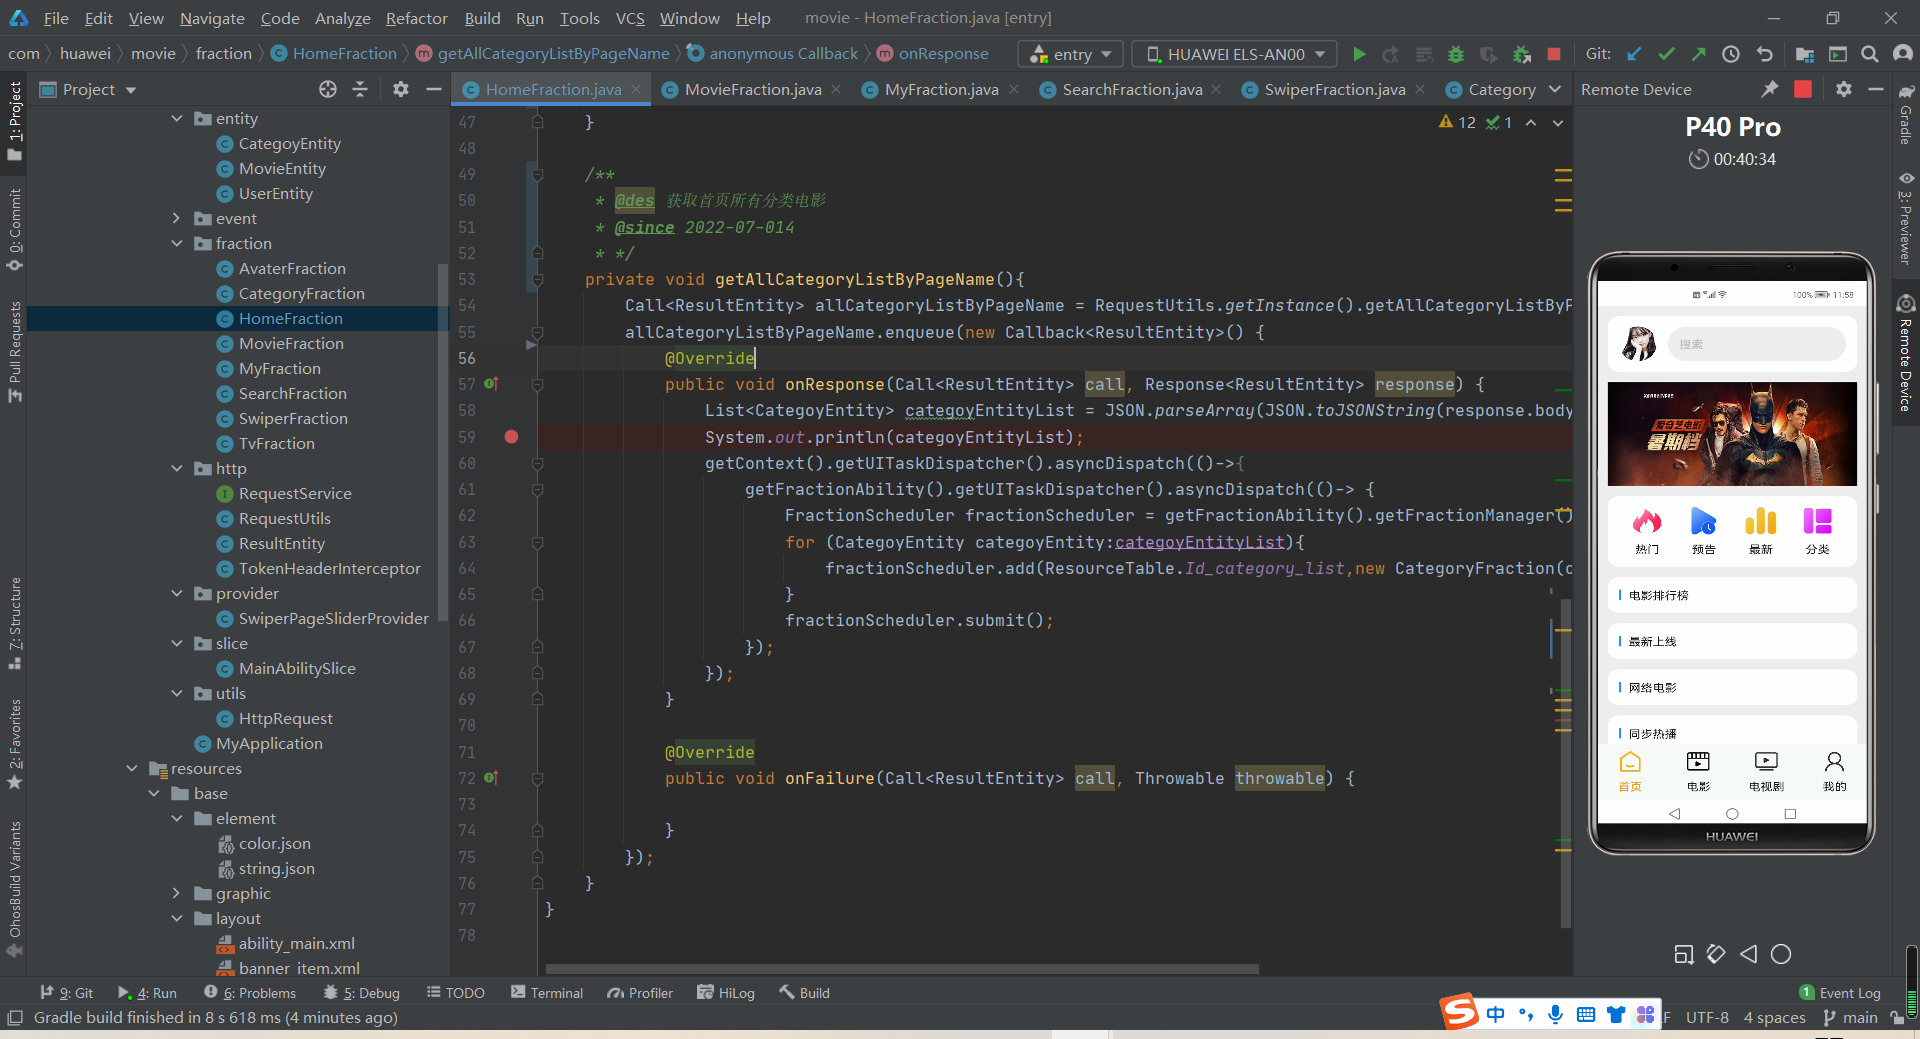 File Edit View Navigate Code Analyze Refactor Build Run Tools VCS Window Help movie - HomeFraction.java [entry]
com huawei movie fraction HomeFraction getAllCategoryListByPageName anonymous Callback onResponse entry HUAWEI ELS-AN00 Git:
Project
HomeFraction.java MovieFraction.java MyFraction.java SearchFraction.java SwiperFraction.java Category
Remote Device
1: Project
0: Commit
Pull Requests
7: Structure
2: Favorites
OhosBuild Variants
entity
CategoyEntity
MovieEntity
UserEntity
event
fraction
AvaterFraction
CategoryFraction
HomeFraction
MovieFraction
MyFraction
SearchFraction
SwiperFraction
TvFraction
http
RequestService
RequestUtils
ResultEntity
TokenHeaderInterceptor
provider
SwiperPageSliderProvider
slice
MainAbilitySlice
utils
HttpRequest
MyApplication
resources
base
element
color.json
string.json
graphic
layout
ability_main.xml
banner_item.xml
12 1
47 }
48
49 /**
50 * @des 获取首页所有分类电影
51 * @since 2022-07-014
52 * */
53 private void getAllCategoryListByPageName(){
54 Call<ResultEntity> allCategoryListByPageName = RequestUtils.getInstance().getAllCategoryListByP
55 allCategoryListByPageName.enqueue(new Callback<ResultEntity>() {
56 @Override
57 public void onResponse(Call<ResultEntity> call, Response<ResultEntity> response) {
58 List<CategoyEntity> categoyEntityList = JSON.parseArray(JSON.toJSONString(response.body
59 System.out.println(categoyEntityList);
60 getContext().getUITaskDispatcher().asyncDispatch(()->{
61 getFractionAbility().getUITaskDispatcher().asyncDispatch(()-> {
62 FractionScheduler fractionScheduler = getFractionAbility().getFractionManager()
63 for (CategoyEntity categoyEntity:categoyEntityList){
64 fractionScheduler.add(ResourceTable.Id_category_list,new CategoryFraction(c
65 }
66 fractionScheduler.submit();
67 });
68 });
69 }
70
71 @Override
72 public void onFailure(Call<ResultEntity> call, Throwable throwable) {
73
74 }
75 });
76 }
77 }
78
P40 Pro
00:40:34
100% 11:58
搜索
爱奇艺电影
暑期档
热门 预告 最新 分类
电影排行榜
最新上线
网络电影
同步热播
首页 电影 电视剧 我的
HUAWEI
Gradle
3: Previewer
Remote Device
9: Git 4: Run 6: Problems 5: Debug TODO Terminal Profiler HiLog Build 1 Event Log
Gradle build finished in 8 s 618 ms (4 minutes ago) 中 F UTF-8 4 spaces main